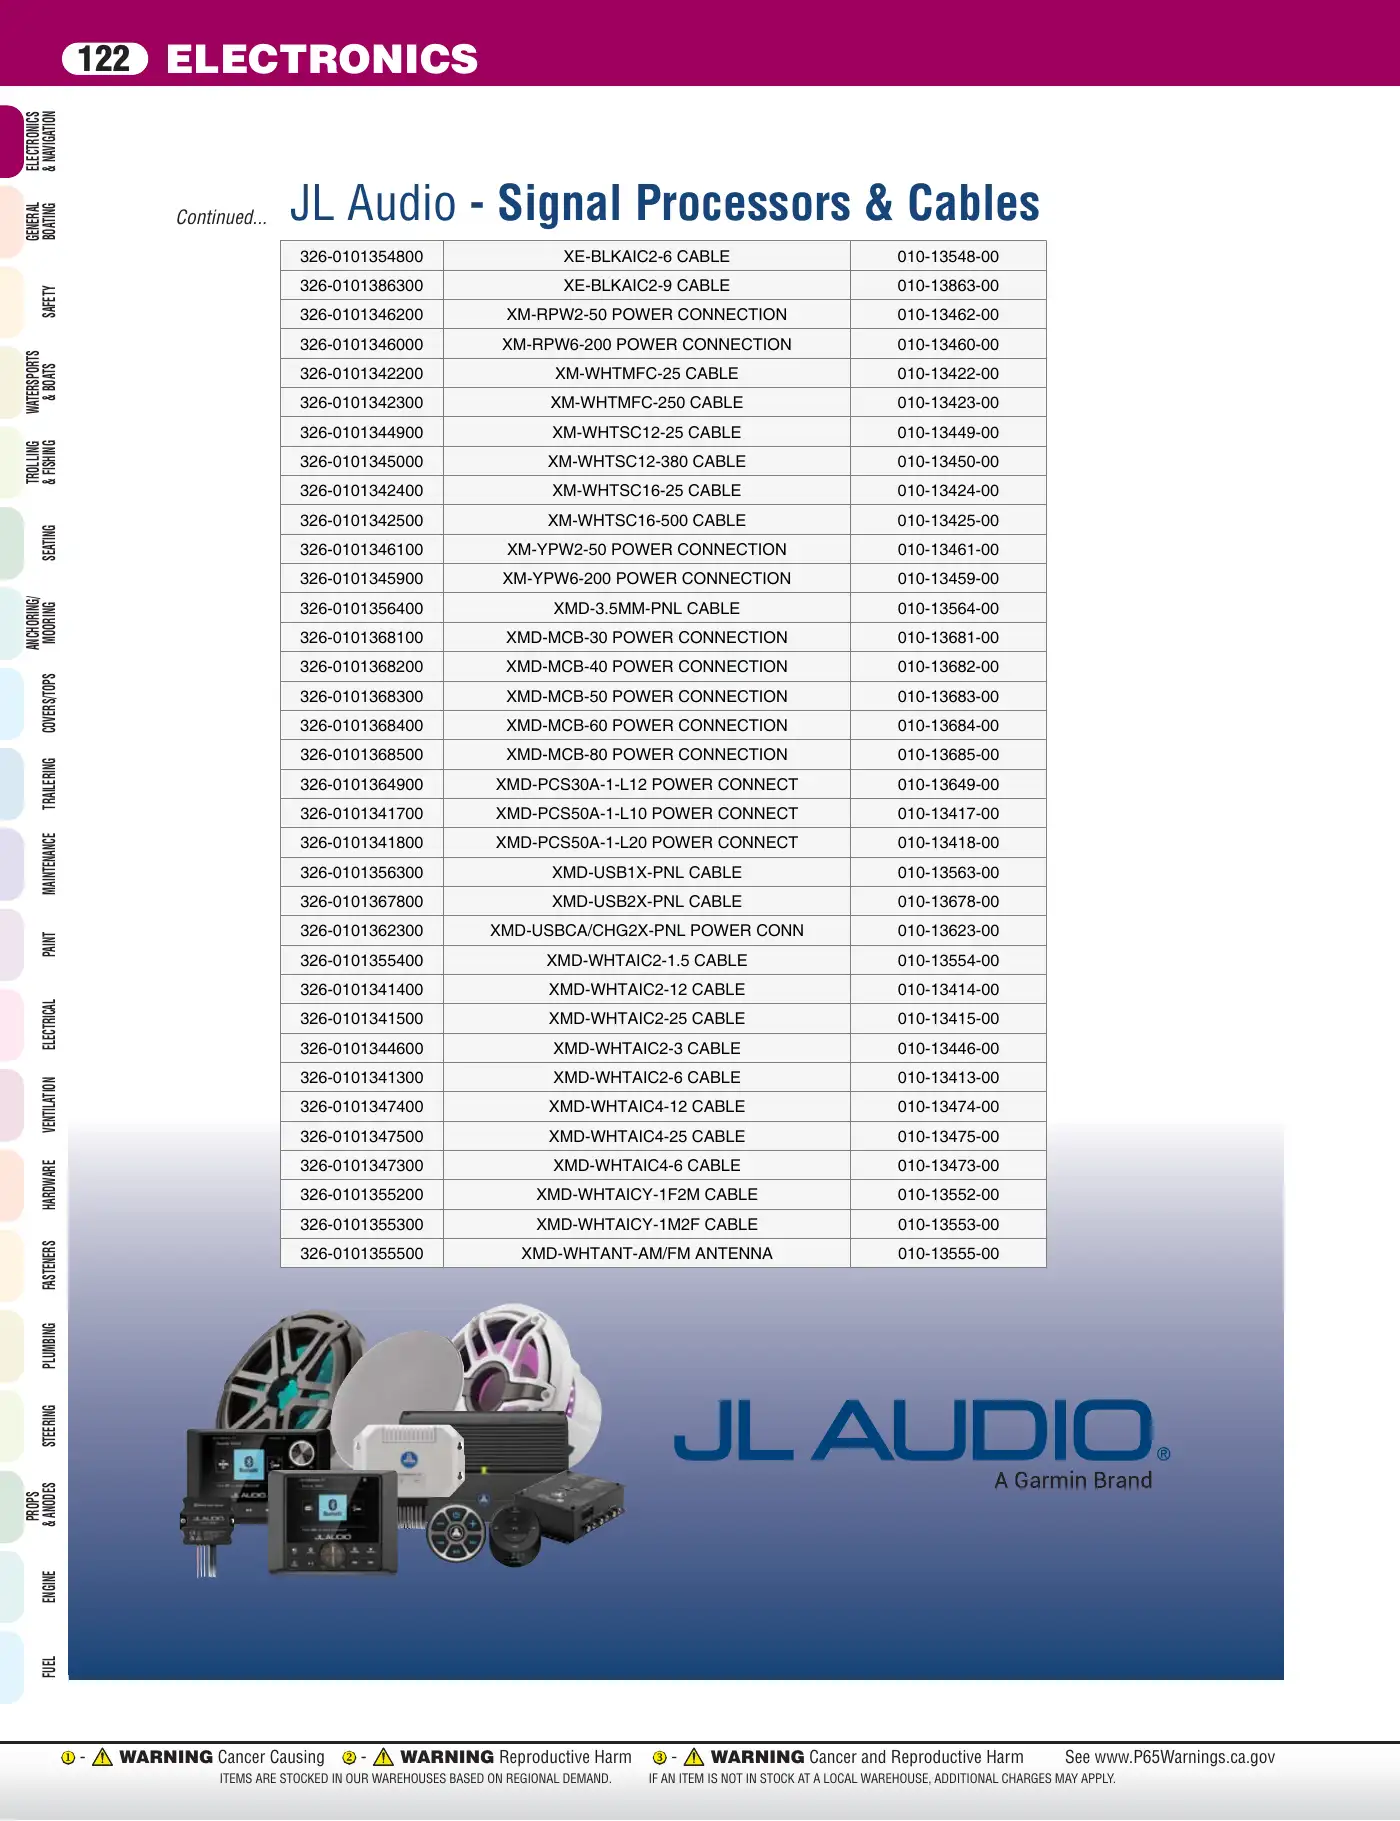 122 ELECTRONICS
ELECTRONICS
& NAVIGATION
GENERAL
BOATING
SAFETY
WATERSPORTS
& BOATS
TROLLING
& FISHING
SEATING
ANCHORING/
MOORING
COVERS/TOPS
TRAILERING
MAINTENANCE
PAINT
ELECTRICAL
VENTILATION
HARDWARE
FASTENERS
PLUMBING
STEERING
PROPS
& ANODES
ENGINE
FUEL
Continued... JL Audio - Signal Processors & Cables
326-0101354800 XE-BLKAIC2-6 CABLE 010-13548-00
326-0101386300 XE-BLKAIC2-9 CABLE 010-13863-00
326-0101346200 XM-RPW2-50 POWER CONNECTION 010-13462-00
326-0101346000 XM-RPW6-200 POWER CONNECTION 010-13460-00
326-0101342200 XM-WHTMFC-25 CABLE 010-13422-00
326-0101342300 XM-WHTMFC-250 CABLE 010-13423-00
326-0101344900 XM-WHTSC12-25 CABLE 010-13449-00
326-0101345000 XM-WHTSC12-380 CABLE 010-13450-00
326-0101342400 XM-WHTSC16-25 CABLE 010-13424-00
326-0101342500 XM-WHTSC16-500 CABLE 010-13425-00
326-0101346100 XM-YPW2-50 POWER CONNECTION 010-13461-00
326-0101345900 XM-YPW6-200 POWER CONNECTION 010-13459-00
326-0101356400 XMD-3.5MM-PNL CABLE 010-13564-00
326-0101368100 XMD-MCB-30 POWER CONNECTION 010-13681-00
326-0101368200 XMD-MCB-40 POWER CONNECTION 010-13682-00
326-0101368300 XMD-MCB-50 POWER CONNECTION 010-13683-00
326-0101368400 XMD-MCB-60 POWER CONNECTION 010-13684-00
326-0101368500 XMD-MCB-80 POWER CONNECTION 010-13685-00
326-0101364900 XMD-PCS30A-1-L12 POWER CONNECT 010-13649-00
326-0101341700 XMD-PCS50A-1-L10 POWER CONNECT 010-13417-00
326-0101341800 XMD-PCS50A-1-L20 POWER CONNECT 010-13418-00
326-0101356300 XMD-USB1X-PNL CABLE 010-13563-00
326-0101367800 XMD-USB2X-PNL CABLE 010-13678-00
326-0101362300 XMD-USBCA/CHG2X-PNL POWER CONN 010-13623-00
326-0101355400 XMD-WHTAIC2-1.5 CABLE 010-13554-00
326-0101341400 XMD-WHTAIC2-12 CABLE 010-13414-00
326-0101341500 XMD-WHTAIC2-25 CABLE 010-13415-00
326-0101344600 XMD-WHTAIC2-3 CABLE 010-13446-00
326-0101341300 XMD-WHTAIC2-6 CABLE 010-13413-00
326-0101347400 XMD-WHTAIC4-12 CABLE 010-13474-00
326-0101347500 XMD-WHTAIC4-25 CABLE 010-13475-00
326-0101347300 XMD-WHTAIC4-6 CABLE 010-13473-00
326-0101355200 XMD-WHTAICY-1F2M CABLE 010-13552-00
326-0101355300 XMD-WHTAICY-1M2F CABLE 010-13553-00
326-0101355500 XMD-WHTANT-AM/FM ANTENNA 010-13555-00
Bluetooth
JL AUDIO
JL AUDIO
JL AUDIO®
A Garmin Brand
① - ⚠ WARNING Cancer Causing ② - ⚠ WARNING Reproductive Harm ③ - ⚠ WARNING Cancer and Reproductive Harm See www.P65Warnings.ca.gov
ITEMS ARE STOCKED IN OUR WAREHOUSES BASED ON REGIONAL DEMAND. IF AN ITEM IS NOT IN STOCK AT A LOCAL WAREHOUSE, ADDITIONAL CHARGES MAY APPLY.